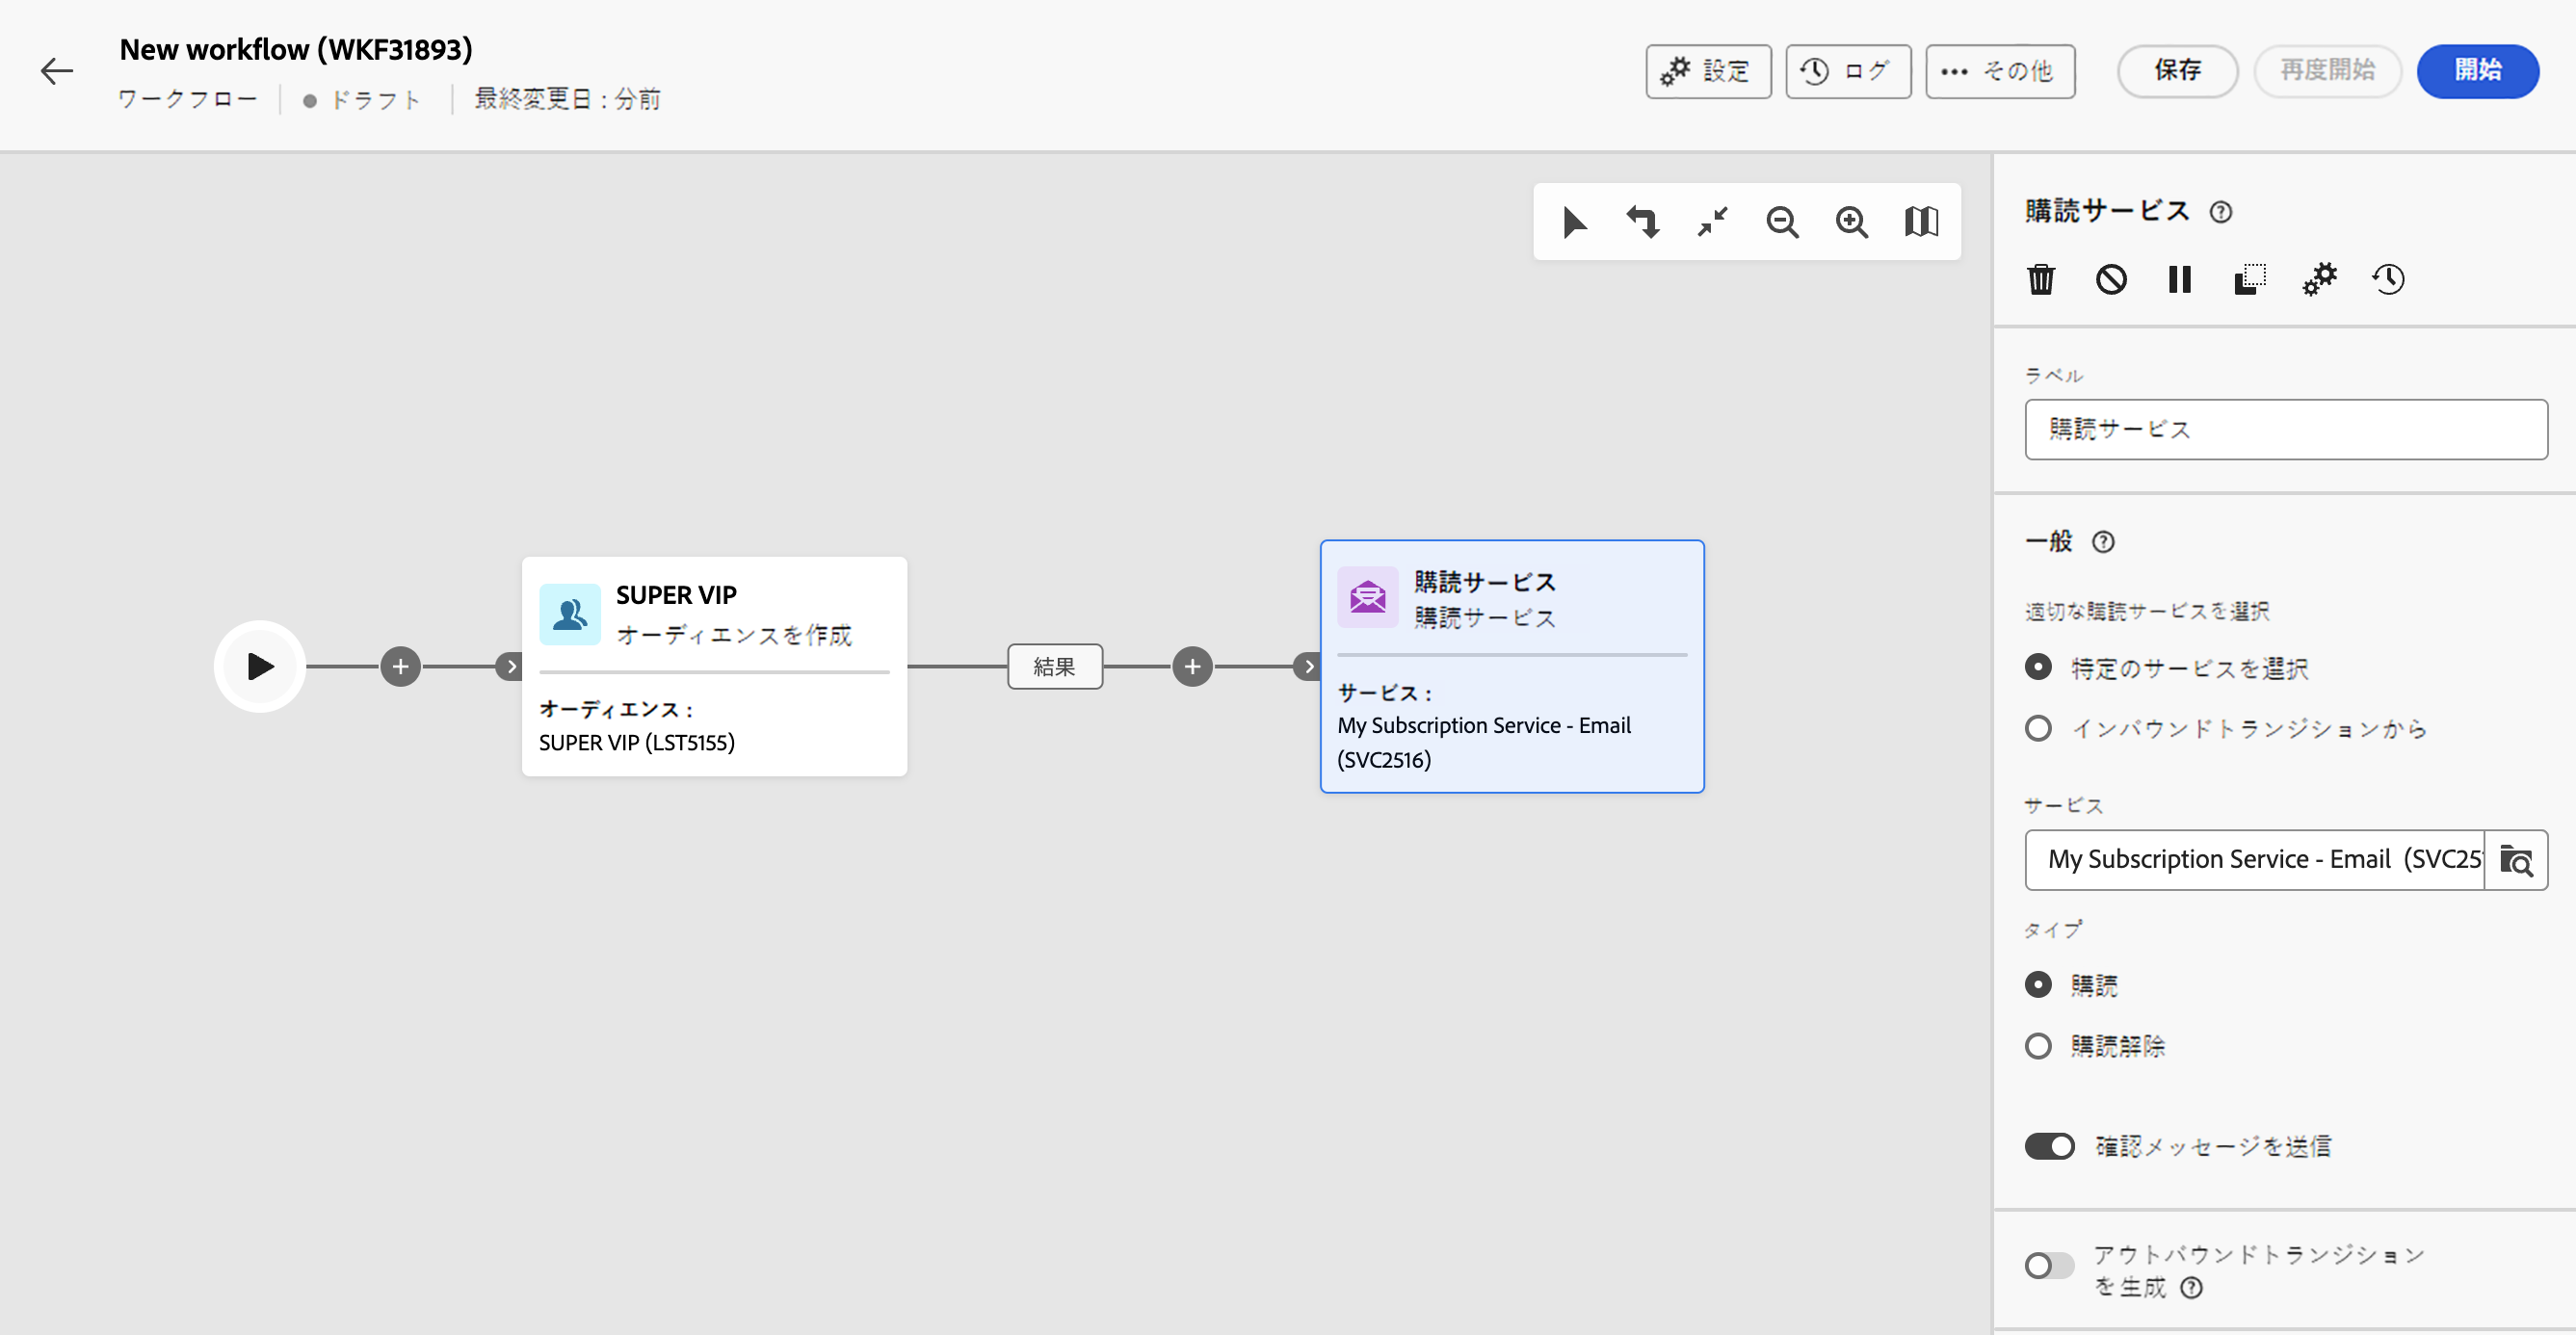 New workflow (WKF31893)
ワークフロー ドラフト 最終変更日 : 分前
設定 ログ その他 保存 再度開始 開始
SUPER VIP
オーディエンスを作成
オーディエンス :
SUPER VIP (LST5155)
結果
購読サービス
購読サービス
サービス :
My Subscription Service - Email
(SVC2516)
購読サービス
ラベル
購読サービス
一般
適切な購読サービスを選択
特定のサービスを選択
インバウンドトランジションから
サービス
My Subscription Service - Email (SVC25
タイプ
購読
購読解除
確認メッセージを送信
アウトバウンドトランジション
を生成